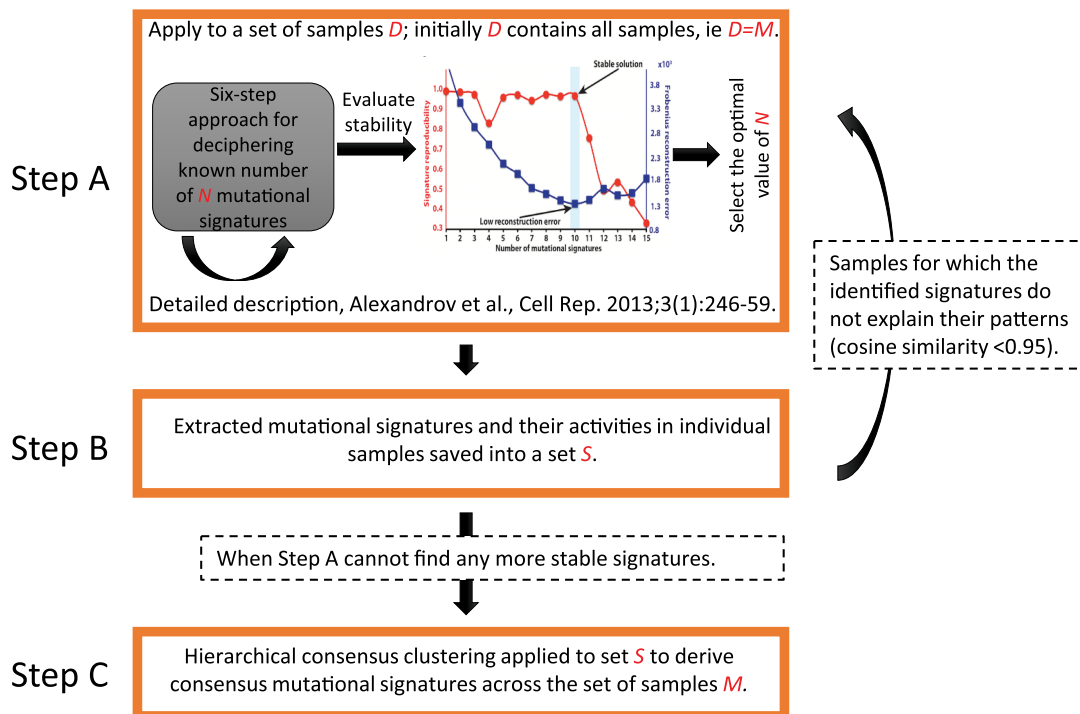 Apply to a set of samples D; initially D contains all samples, ie D=M.
Step A
Six-step
approach for
deciphering
known number
of N mutational
signatures
Evaluate
stability
Signature reproducibility
1.0
0.9
0.8
0.7
0.6
0.5
0.4
0.3
Stable solution
Low reconstruction error
1 2 3 4 5 6 7 8 9 10 11 12 13 14 15
Number of mutational signatures
x10³
3.8
3.3
2.8
2.3
1.8
1.3
0.8
Frobenius reconstruction error
Select the optimal
value of N
Detailed description, Alexandrov et al., Cell Rep. 2013;3(1):246-59.
Samples for which the
identified signatures do
not explain their patterns
(cosine similarity <0.95).
Step B
Extracted mutational signatures and their activities in individual
samples saved into a set S.
When Step A cannot find any more stable signatures.
Step C
Hierarchical consensus clustering applied to set S to derive
consensus mutational signatures across the set of samples M.